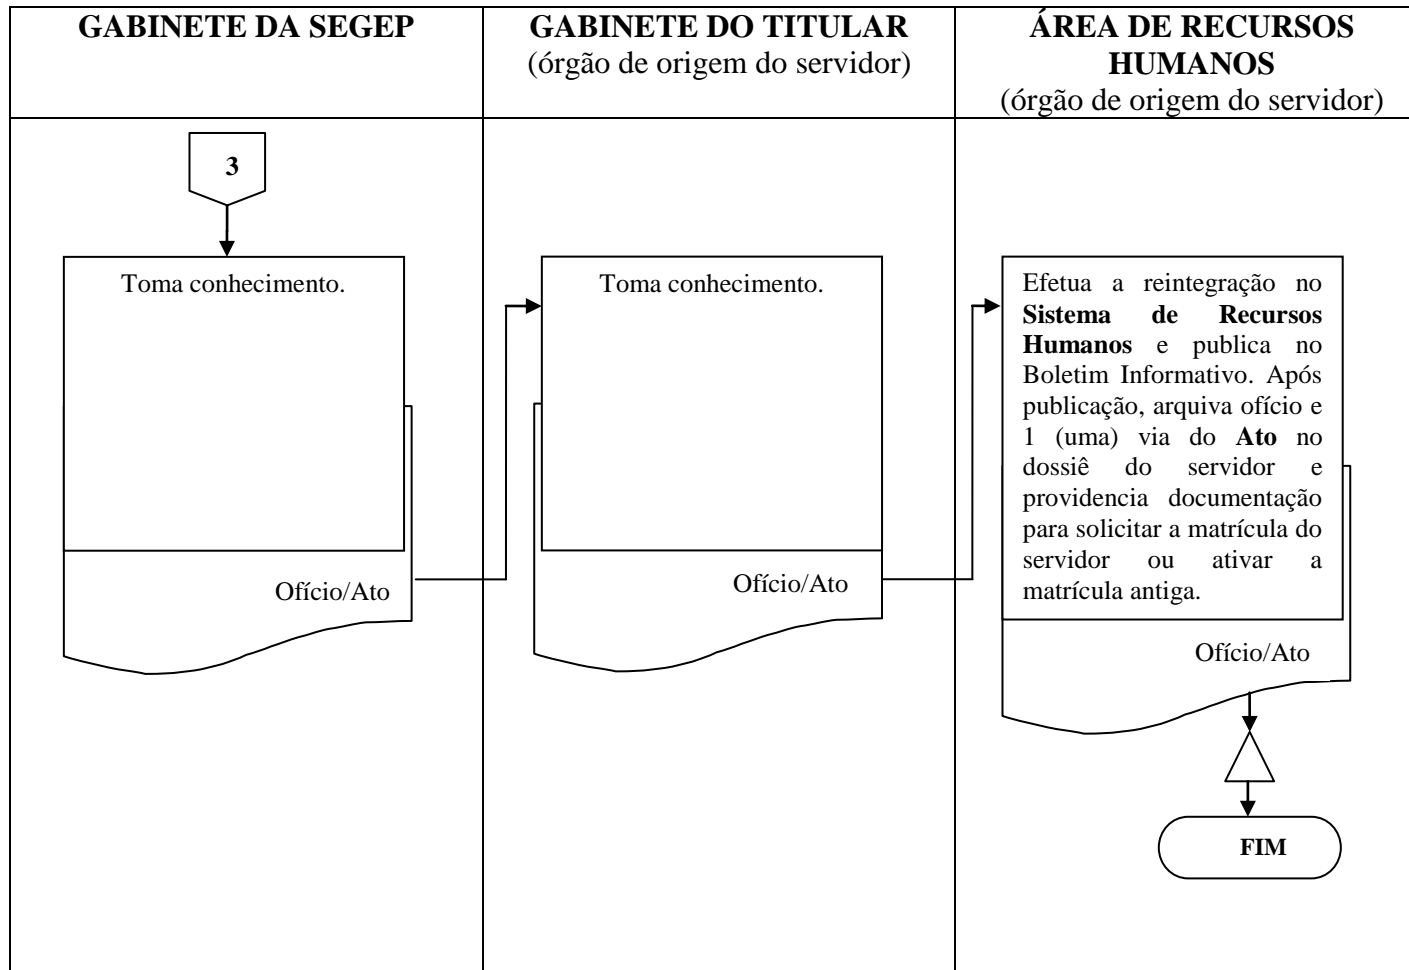 GABINETE DA SEGEP
GABINETE DO TITULAR
(órgão de origem do servidor)
ÁREA DE RECURSOS
HUMANOS
(órgão de origem do servidor)
3
Toma conhecimento.
Ofício/Ato
Toma conhecimento.
Ofício/Ato
Efetua a reintegração no
Sistema de Recursos
Humanos e publica no
Boletim Informativo. Após
publicação, arquiva ofício e
1 (uma) via do Ato no
dossiê do servidor e
providencia documentação
para solicitar a matrícula do
servidor ou ativar a
matrícula antiga.
Ofício/Ato
FIM